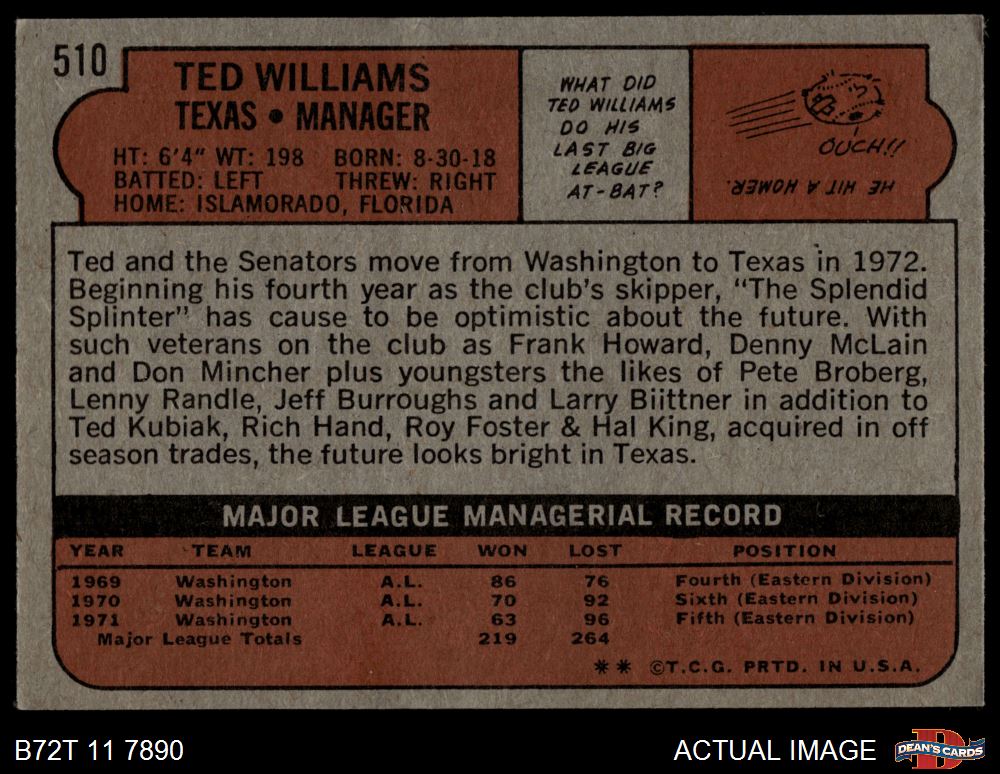 510
TED WILLIAMS
TEXAS • MANAGER
HT: 6'4" WT: 198 BORN: 8-30-18
BATTED: LEFT THREW: RIGHT
HOME: ISLAMORADO, FLORIDA
WHAT DID
TED WILLIAMS
DO HIS
LAST BIG
LEAGUE
AT-BAT?
HE HIT A HOMER.
OUCH!!
Ted and the Senators move from Washington to Texas in 1972.
Beginning his fourth year as the club's skipper, "The Splendid
Splinter" has cause to be optimistic about the future. With
such veterans on the club as Frank Howard, Denny McLain
and Don Mincher plus youngsters the likes of Pete Broberg,
Lenny Randle, Jeff Burroughs and Larry Biittner in addition to
Ted Kubiak, Rich Hand, Roy Foster & Hal King, acquired in off
season trades, the future looks bright in Texas.
MAJOR LEAGUE MANAGERIAL RECORD
YEAR TEAM LEAGUE WON LOST POSITION
1969 Washington A.L. 86 76 Fourth (Eastern Division)
1970 Washington A.L. 70 92 Sixth (Eastern Division)
1971 Washington A.L. 63 96 Fifth (Eastern Division)
Major League Totals 219 264
** ©T.C.G. PRTD. IN U.S.A.
B72T 11 7890
ACTUAL IMAGE
DEAN'S CARDS